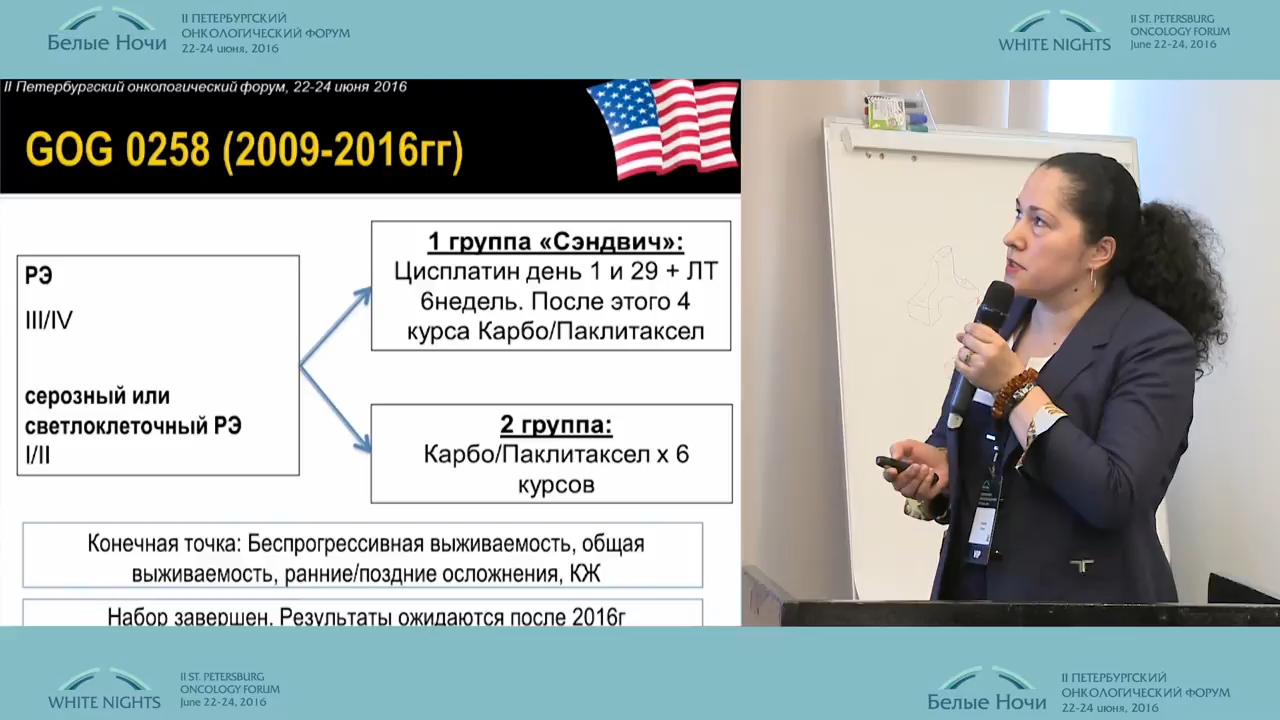 Белые Ночи
II ПЕТЕРБУРГСКИЙ
ОНКОЛОГИЧЕСКИЙ ФОРУМ
22-24 июня, 2016
WHITE NIGHTS
II ST. PETERSBURG
ONCOLOGY FORUM
June 22-24, 2016
II Петербургский онкологический форум, 22-24 июня 2016
GOG 0258 (2009-2016гг)
РЭ
III/IV
серозный или
светлоклеточный РЭ
I/II
1 группа «Сэндвич»:
Цисплатин день 1 и 29 + ЛТ
6недель. После этого 4
курса Карбо/Паклитаксел
2 группа:
Карбо/Паклитаксел х 6
курсов
Конечная точка: Беспрогрессивная выживаемость, общая
выживаемость, ранние/поздние осложнения, КЖ
Набор завершен. Результаты ожидаются после 2016г
WHITE NIGHTS
II ST. PETERSBURG
ONCOLOGY FORUM
June 22-24, 2016
Белые Ночи
II ПЕТЕРБУРГСКИЙ
ОНКОЛОГИЧЕСКИЙ ФОРУМ
22-24 июня, 2016